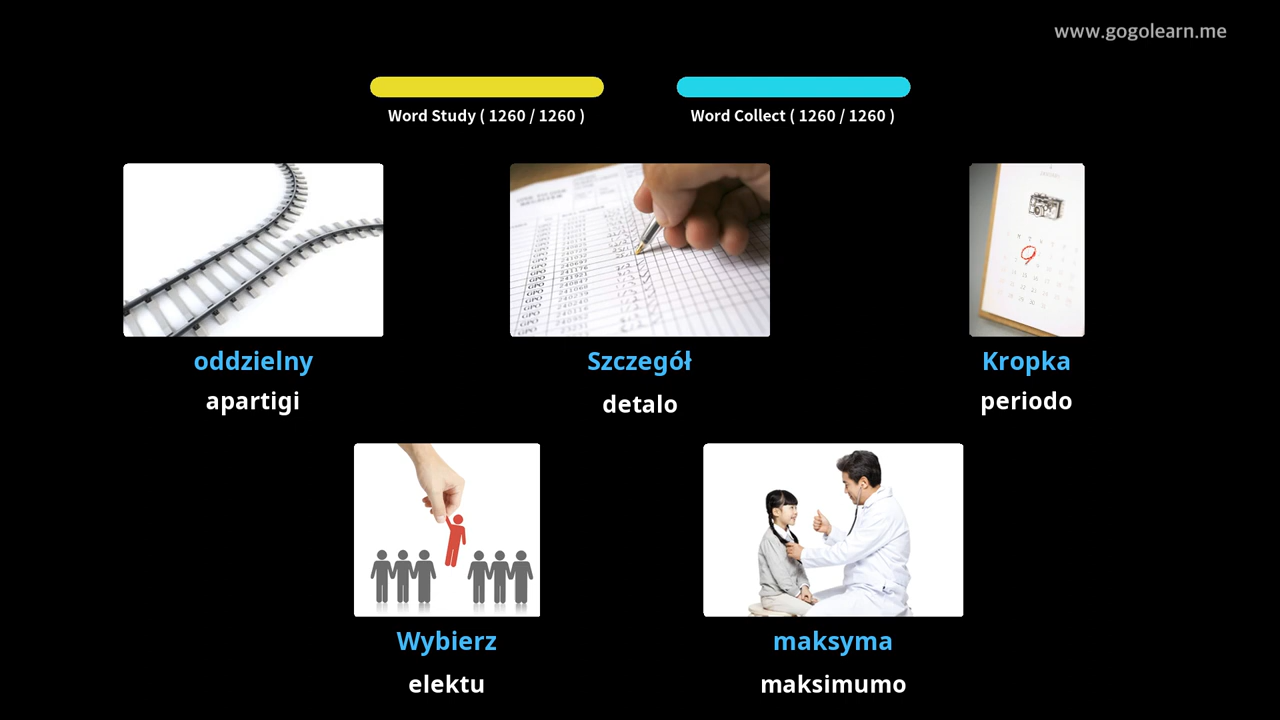 www.gogolearn.me
Word Study ( 1260 / 1260 )
Word Collect ( 1260 / 1260 )
oddzielny
apartigi
Szczegół
detalo
Kropka
periodo
Wybierz
elektu
maksyma
maksimumo